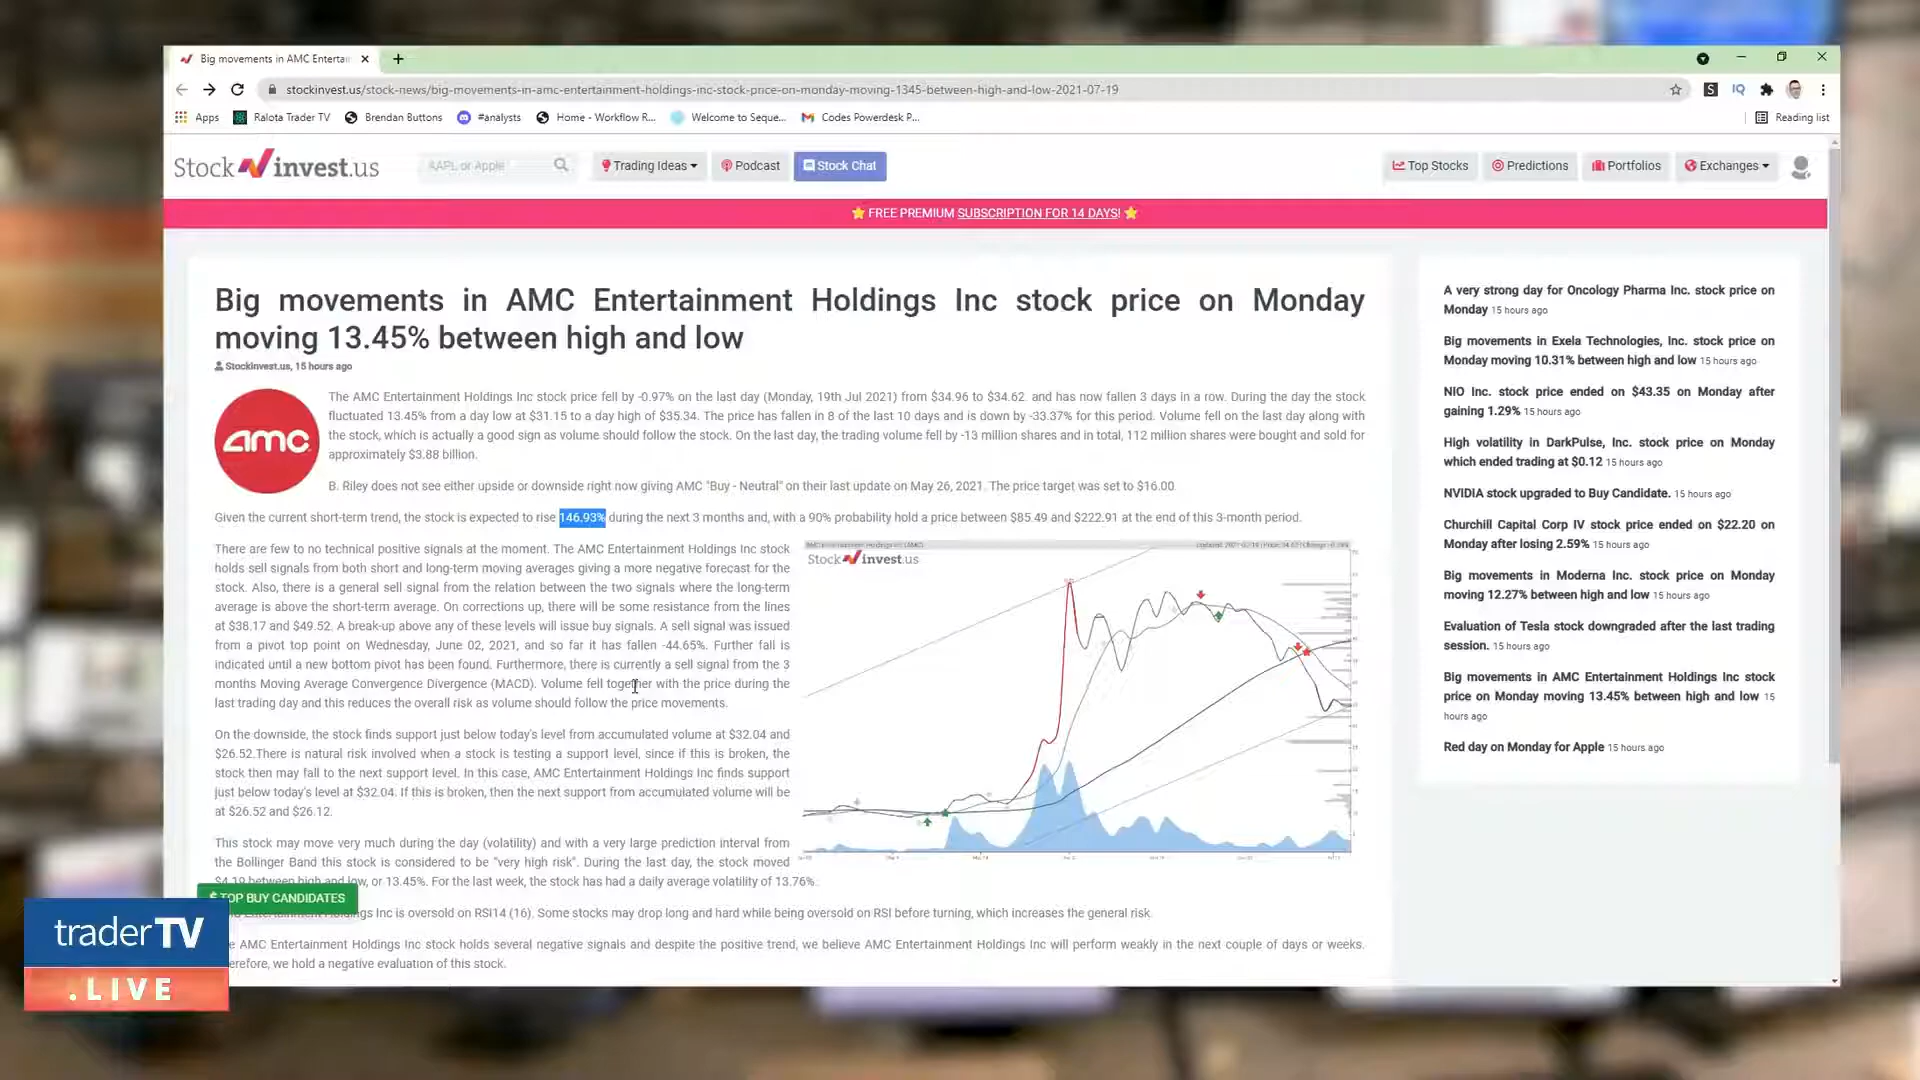 Big movements in AMC Entertai
stockinvest.us/stock-news/big-movements-in-amc-entertainment-holdings-inc-stock-price-on-monday-moving-1345-between-high-and-low-2021-07-19
Apps Ralota Trader TV Brendan Buttons #analysts Home - Workflow R... Welcome to Seque... Codes Powerdesk P... Reading list
Stock invest.us AAPL or Apple Trading Ideas Podcast Stock Chat Top Stocks Predictions Portfolios Exchanges
FREE PREMIUM SUBSCRIPTION FOR 14 DAYS!
Big movements in AMC Entertainment Holdings Inc stock price on Monday
moving 13.45% between high and low
Stockinvest.us, 15 hours ago
amc
The AMC Entertainment Holdings Inc stock price fell by -0.97% on the last day (Monday, 19th Jul 2021) from $34.96 to $34.62. and has now fallen 3 days in a row. During the day the stock
fluctuated 13.45% from a day low at $31.15 to a day high of $35.34. The price has fallen in 8 of the last 10 days and is down by -33.37% for this period. Volume fell on the last day along with
the stock, which is actually a good sign as volume should follow the stock. On the last day, the trading volume fell by -13 million shares and in total, 112 million shares were bought and sold for
approximately $3.88 billion.
B. Riley does not see either upside or downside right now giving AMC "Buy - Neutral" on their last update on May 26, 2021. The price target was set to $16.00.
Given the current short-term trend, the stock is expected to rise 146.93% during the next 3 months and, with a 90% probability hold a price between $85.49 and $222.91 at the end of this 3-month period.
There are few to no technical positive signals at the moment. The AMC Entertainment Holdings Inc stock
holds sell signals from both short and long-term moving averages giving a more negative forecast for the
stock. Also, there is a general sell signal from the relation between the two signals where the long-term
average is above the short-term average. On corrections up, there will be some resistance from the lines
at $38.17 and $49.52. A break-up above any of these levels will issue buy signals. A sell signal was issued
from a pivot top point on Wednesday, June 02, 2021, and so far it has fallen -44.65%. Further fall is
indicated until a new bottom pivot has been found. Furthermore, there is currently a sell signal from the 3
months Moving Average Convergence Divergence (MACD). Volume fell together with the price during the
last trading day and this reduces the overall risk as volume should follow the price movements.
On the downside, the stock finds support just below today's level from accumulated volume at $32.04 and
$26.52.There is natural risk involved when a stock is testing a support level, since if this is broken, the
stock then may fall to the next support level. In this case, AMC Entertainment Holdings Inc finds support
just below today's level at $32.04. If this is broken, then the next support from accumulated volume will be
at $26.52 and $26.12.
This stock may move very much during the day (volatility) and with a very large prediction interval from
the Bollinger Band this stock is considered to be "very high risk". During the last day, the stock moved
$4.19 between high and low, or 13.45%. For the last week, the stock has had a daily average volatility of 13.76%.
Holdings Inc is oversold on RSI14 (16). Some stocks may drop long and hard while being oversold on RSI before turning, which increases the general risk.
AMC Entertainment Holdings Inc stock holds several negative signals and despite the positive trend, we believe AMC Entertainment Holdings Inc will perform weakly in the next couple of days or weeks.
erefore, we hold a negative evaluation of this stock.
Stock invest.us
A very strong day for Oncology Pharma Inc. stock price on
Monday 15 hours ago
Big movements in Exela Technologies, Inc. stock price on
Monday moving 10.31% between high and low 15 hours ago
NIO Inc. stock price ended on $43.35 on Monday after
gaining 1.29% 15 hours ago
High volatility in DarkPulse, Inc. stock price on Monday
which ended trading at $0.12 15 hours ago
NVIDIA stock upgraded to Buy Candidate. 15 hours ago
Churchill Capital Corp IV stock price ended on $22.20 on
Monday after losing 2.59% 15 hours ago
Big movements in Moderna Inc. stock price on Monday
moving 12.27% between high and low 15 hours ago
Evaluation of Tesla stock downgraded after the last trading
session. 15 hours ago
Big movements in AMC Entertainment Holdings Inc stock
price on Monday moving 13.45% between high and low 15
hours ago
Red day on Monday for Apple 15 hours ago
TOP BUY CANDIDATES
traderTV
.LIVE